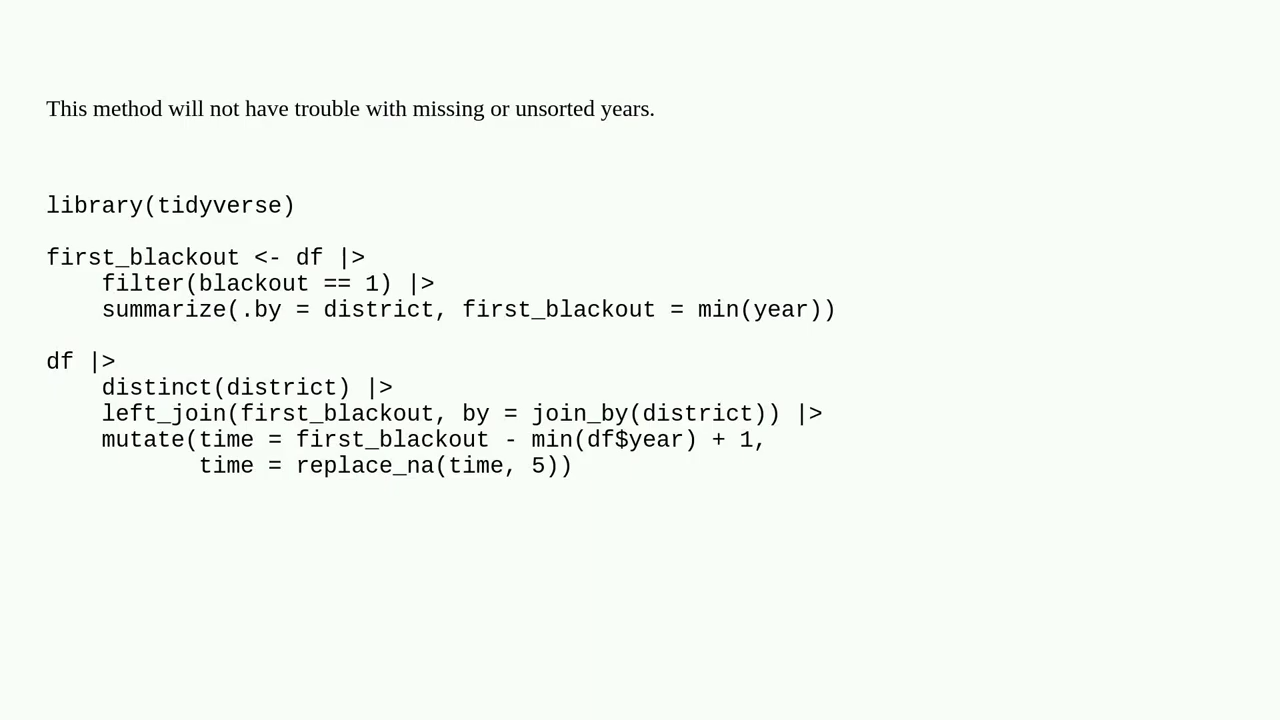 This method will not have trouble with missing or unsorted years.
library(tidyverse)
first_blackout <- df |>
    filter(blackout == 1) |>
    summarize(.by = district, first_blackout = min(year))
df |>
    distinct(district) |>
    left_join(first_blackout, by = join_by(district)) |>
    mutate(time = first_blackout - min(df$year) + 1,
           time = replace_na(time, 5))